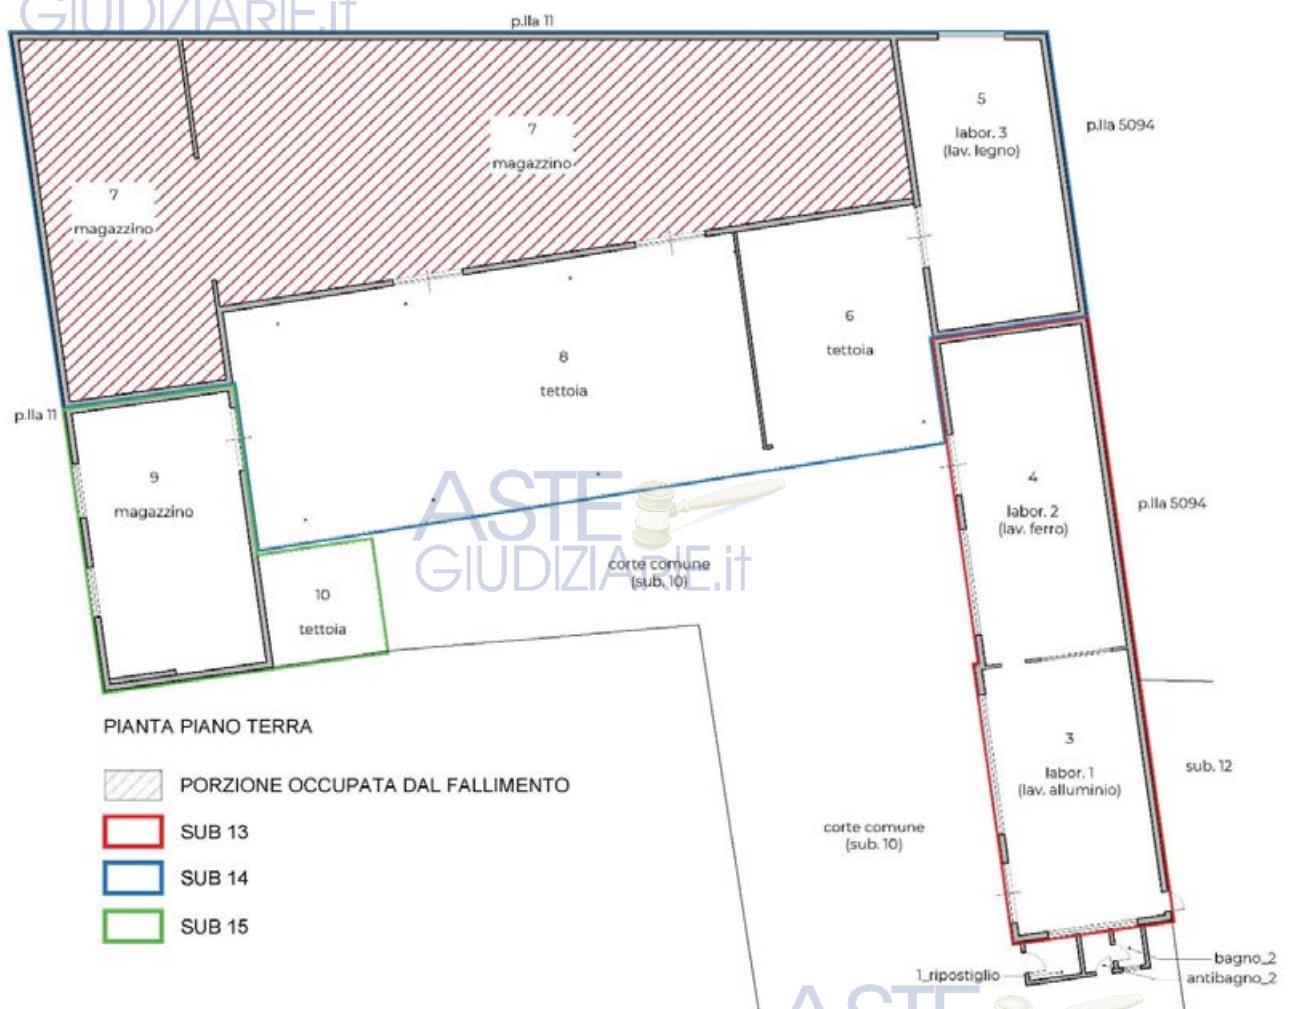 GIUDIZIARIE.it
p.lla 11
5
labor. 3
(lav. legno)
p.lla 5094
7
magazzino
7
magazzino
6
tettoia
8
tettoia
p.lla 11
9
magazzino
4
labor. 2
(lav. ferro)
p.lla 5094
ASTE
GIUDIZIARIE.it
corte comune
(sub. 10)
10
tettoia
PIANTA PIANO TERRA
PORZIONE OCCUPATA DAL FALLIMENTO
SUB 13
SUB 14
SUB 15
3
labor. 1
(lav. alluminio)
sub. 12
corte comune
(sub. 10)
1_ripostiglio
bagno_2
antibagno_2
ASTE